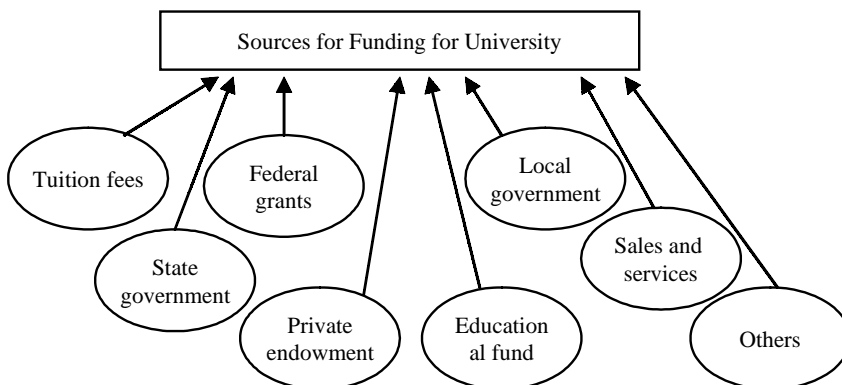 Sources for Funding for University
Tuition fees
Federal
grants
Local
government
State
government
Sales and
services
Private
endowment
Education
al fund
Others